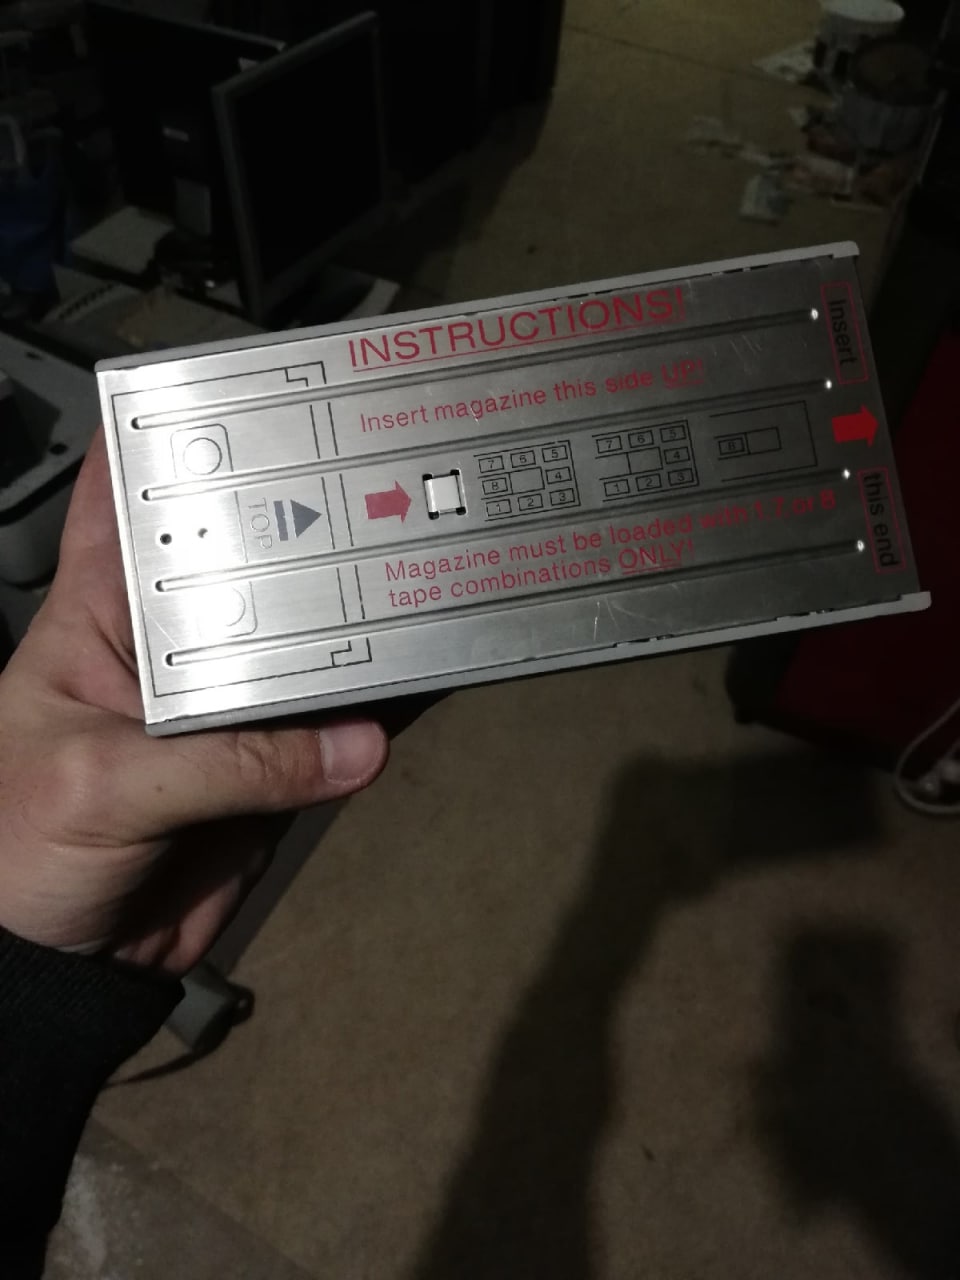 INSTRUCTIONS!
Insert magazine this side UP!
Insert
this end
TOP
7 6 5
8 4
1 2 3
7 6 5
4
1 2 3
8
Magazine must be loaded with 1,7, or 8
tape combinations ONLY!